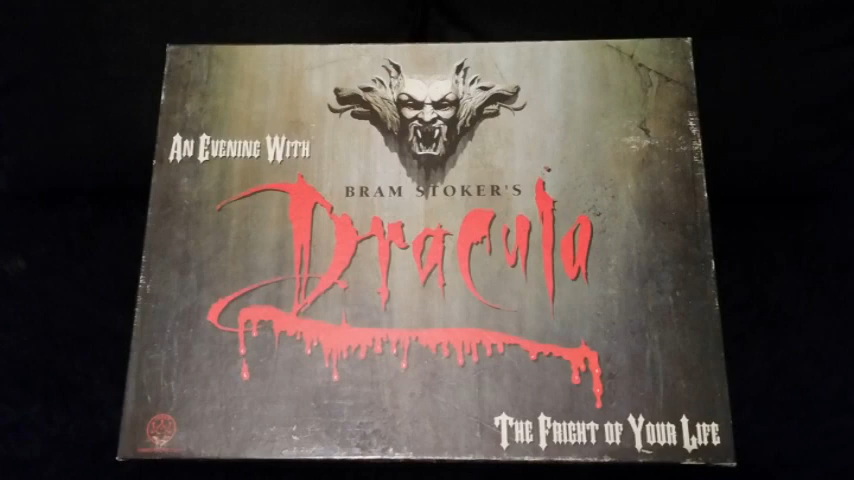 An Evening With
BRAM STOKER'S
Dracula
The Fright of Your Life